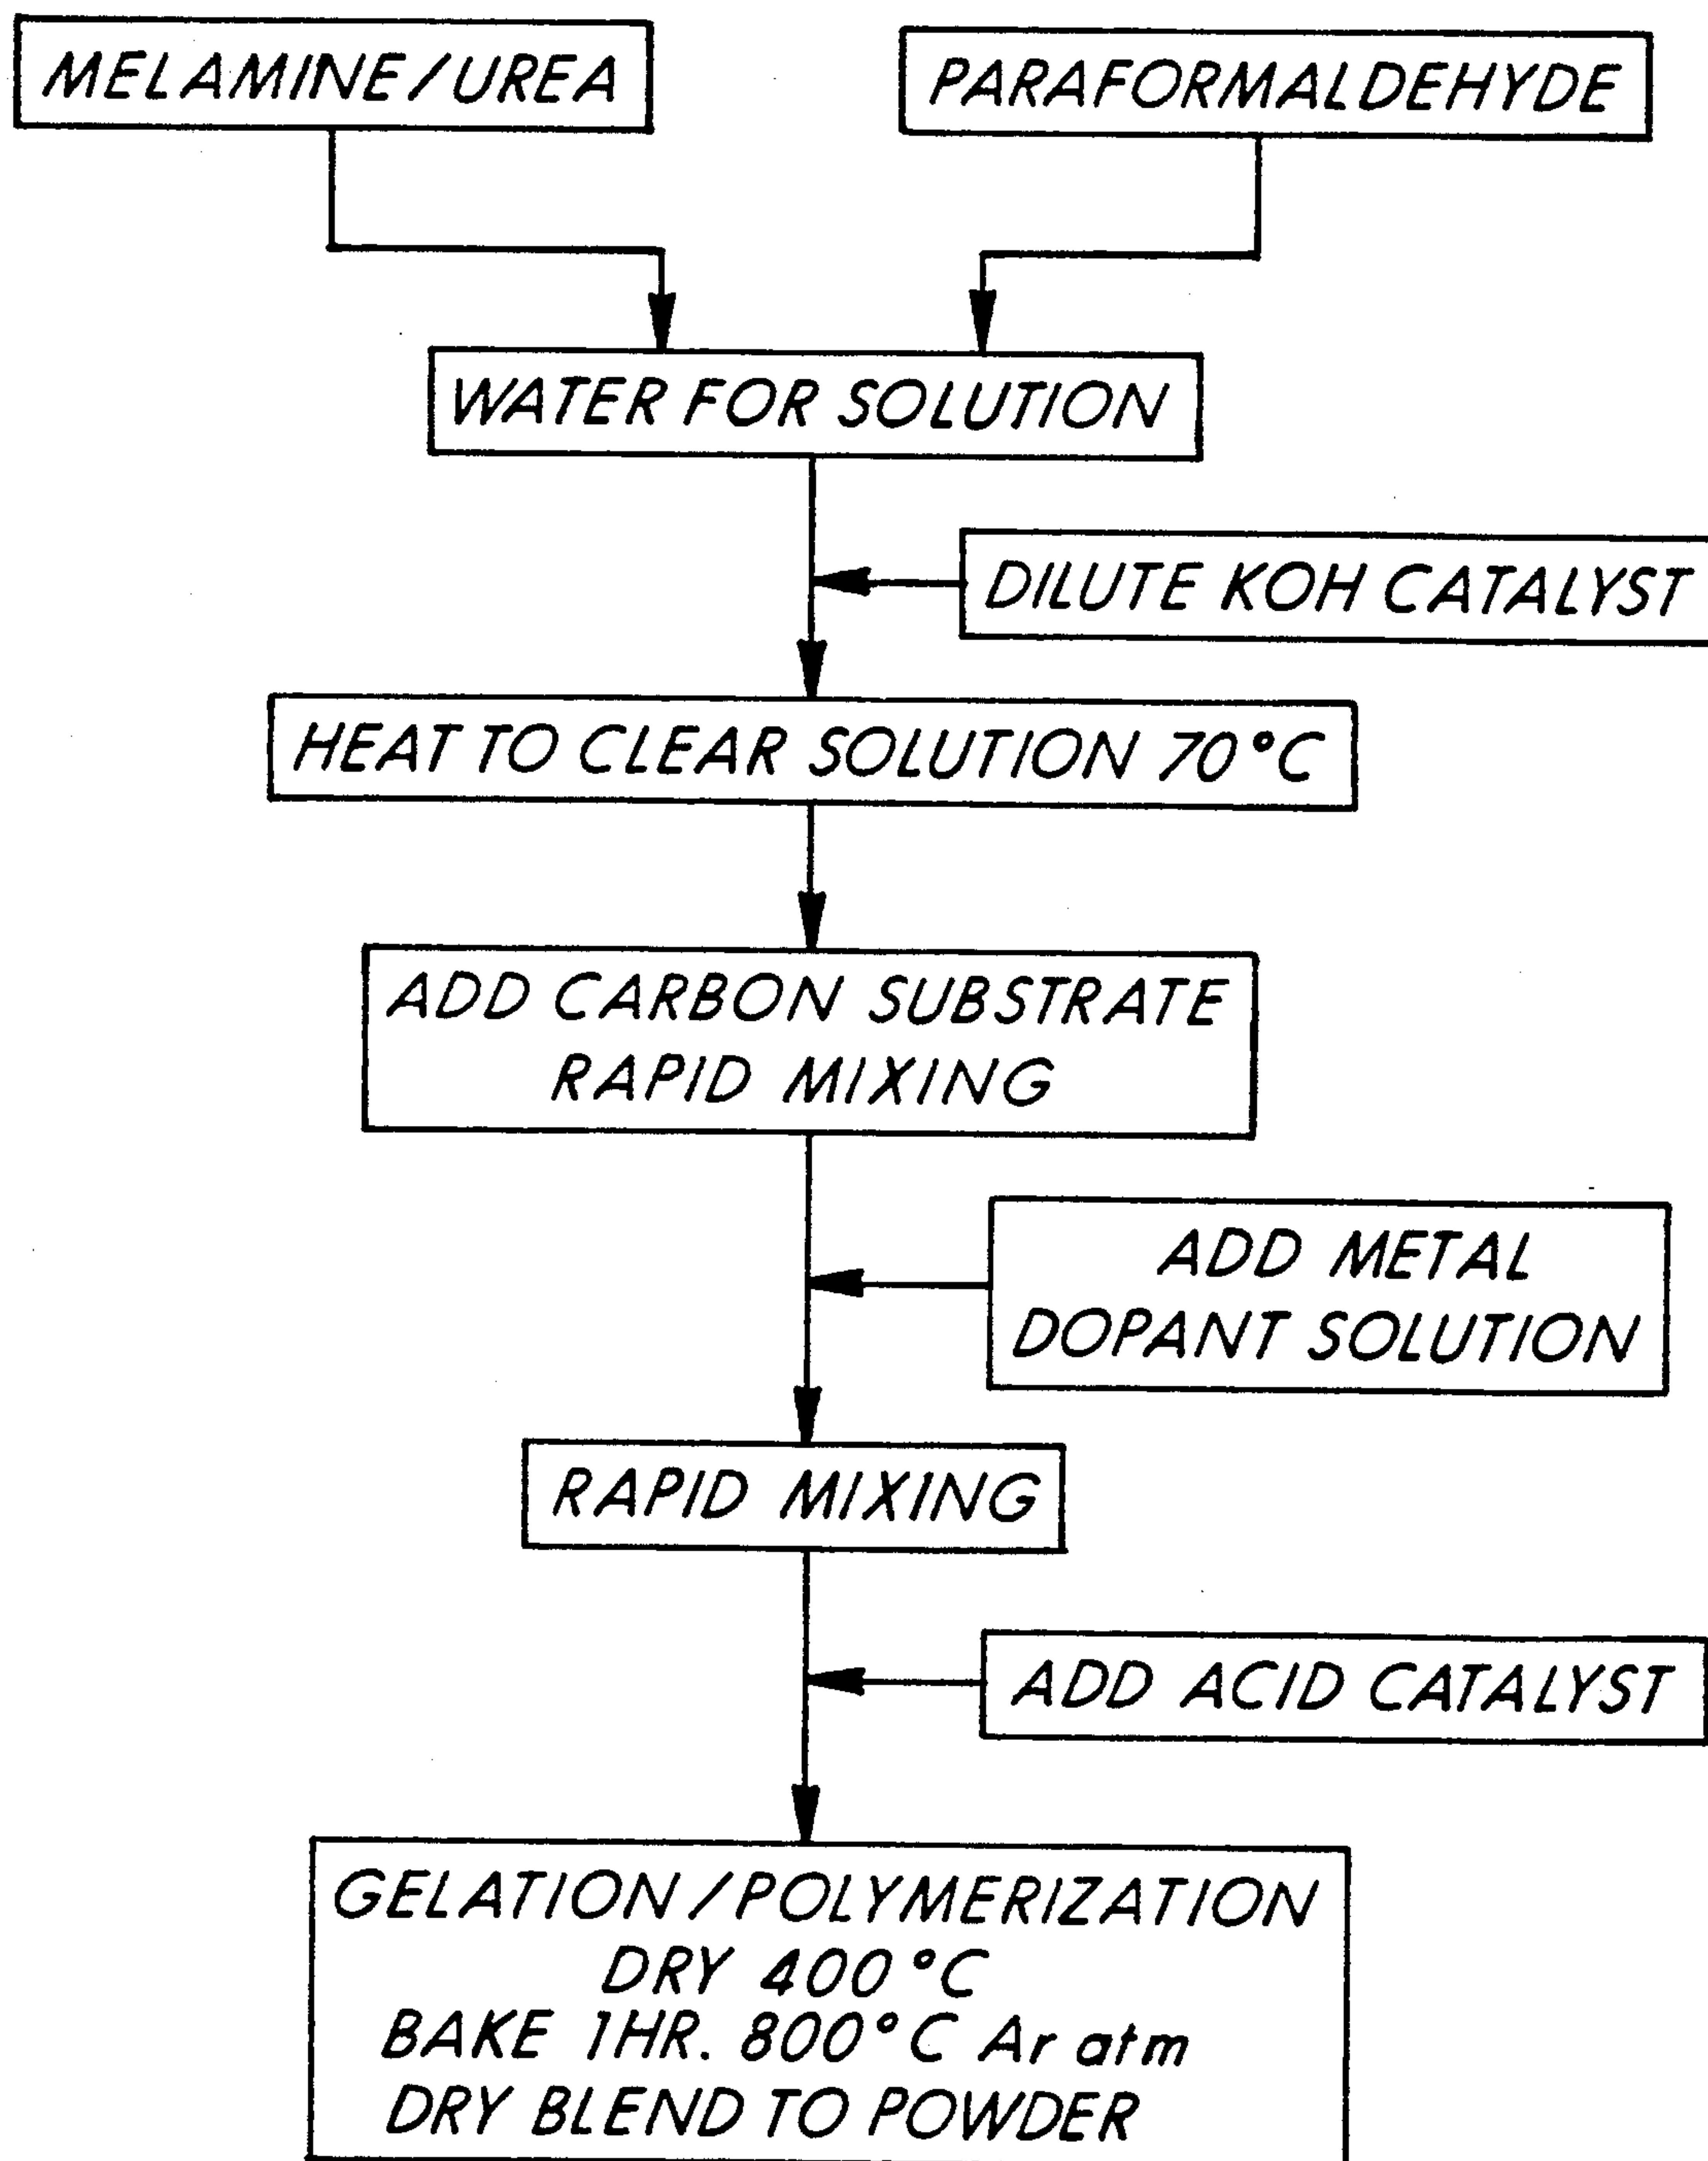 MELAMINE/UREA
PARAFORMALDEHYDE
WATER FOR SOLUTION
DILUTE KOH CATALYST
HEAT TO CLEAR SOLUTION 70°C
ADD CARBON SUBSTRATE
RAPID MIXING
ADD METAL
DOPANT SOLUTION
RAPID MIXING
ADD ACID CATALYST
GELATION/POLYMERIZATION
DRY 400°C
BAKE 1HR. 800°C Ar atm
DRY BLEND TO POWDER